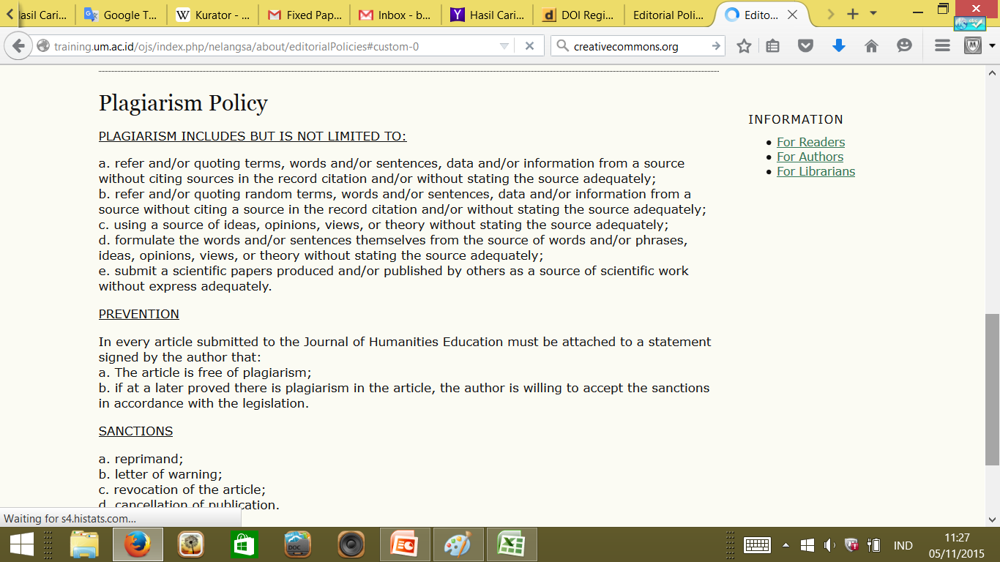 asil Cari...
Google T...
Kurator - ...
Fixed Pap...
Inbox - b...
Hasil Cari...
DOI Regi...
Editorial Poli...
Edito...
training.um.ac.id/ojs/index.php/nelangsa/about/editorialPolicies#custom-0
creativecommons.org
Plagiarism Policy
PLAGIARISM INCLUDES BUT IS NOT LIMITED TO:
a. refer and/or quoting terms, words and/or sentences, data and/or information from a source
without citing sources in the record citation and/or without stating the source adequately;
b. refer and/or quoting random terms, words and/or sentences, data and/or information from a
source without citing a source in the record citation and/or without stating the source adequately;
c. using a source of ideas, opinions, views, or theory without stating the source adequately;
d. formulate the words and/or sentences themselves from the source of words and/or phrases,
ideas, opinions, views, or theory without stating the source adequately;
e. submit a scientific papers produced and/or published by others as a source of scientific work
without express adequately.
PREVENTION
In every article submitted to the Journal of Humanities Education must be attached to a statement
signed by the author that:
a. The article is free of plagiarism;
b. if at a later proved there is plagiarism in the article, the author is willing to accept the sanctions
in accordance with the legislation.
SANCTIONS
a. reprimand;
b. letter of warning;
c. revocation of the article;
d. cancellation of publication.
INFORMATION
For Readers
For Authors
For Librarians
Waiting for s4.histats.com...
DOC
IND
11:27
05/11/2015